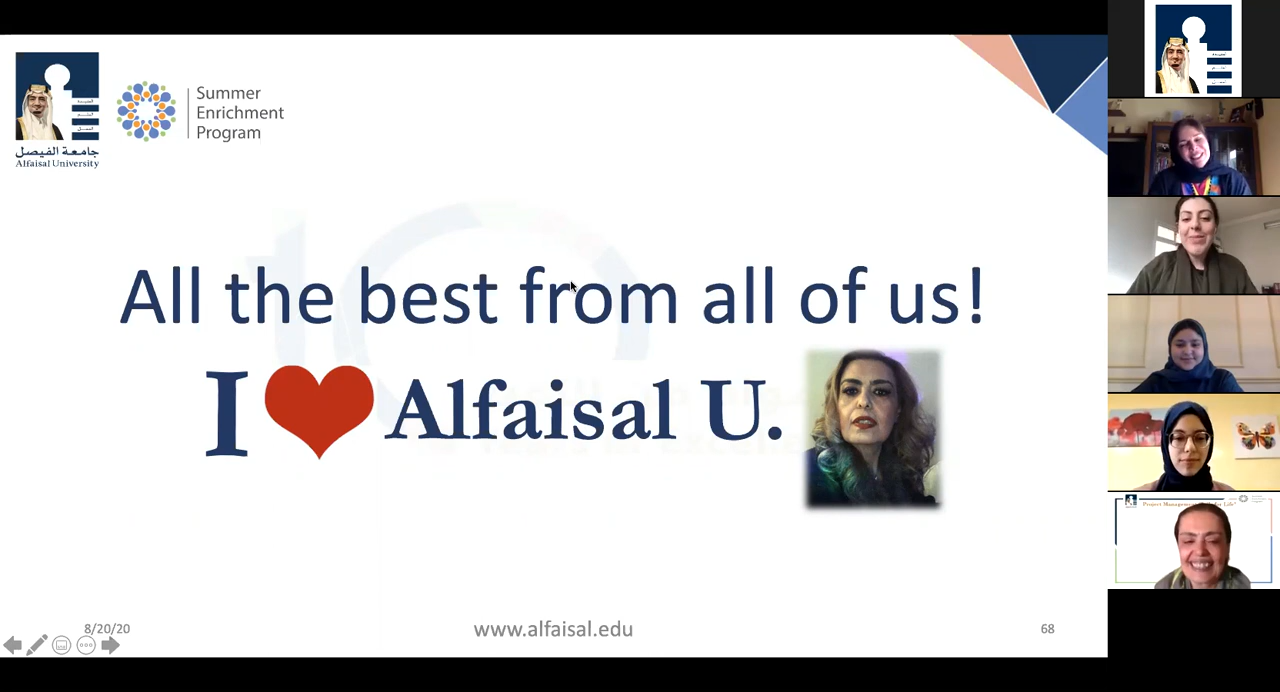 جامعة الفيصل
Alfaisal University
Summer
Enrichment
Program
All the best from all of us!
I ❤ Alfaisal U.
8/20/20
www.alfaisal.edu
68